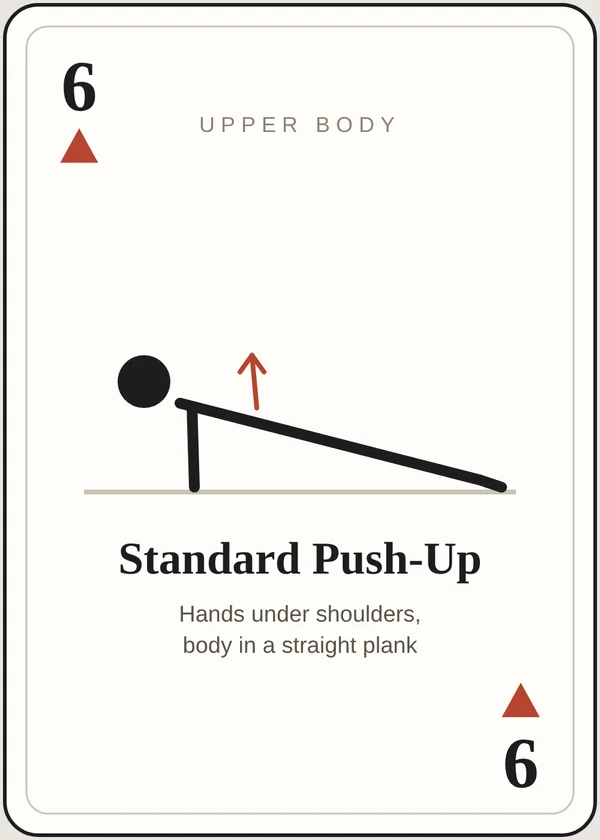 6
UPPER BODY
Standard Push-Up
Hands under shoulders,
body in a straight plank
6